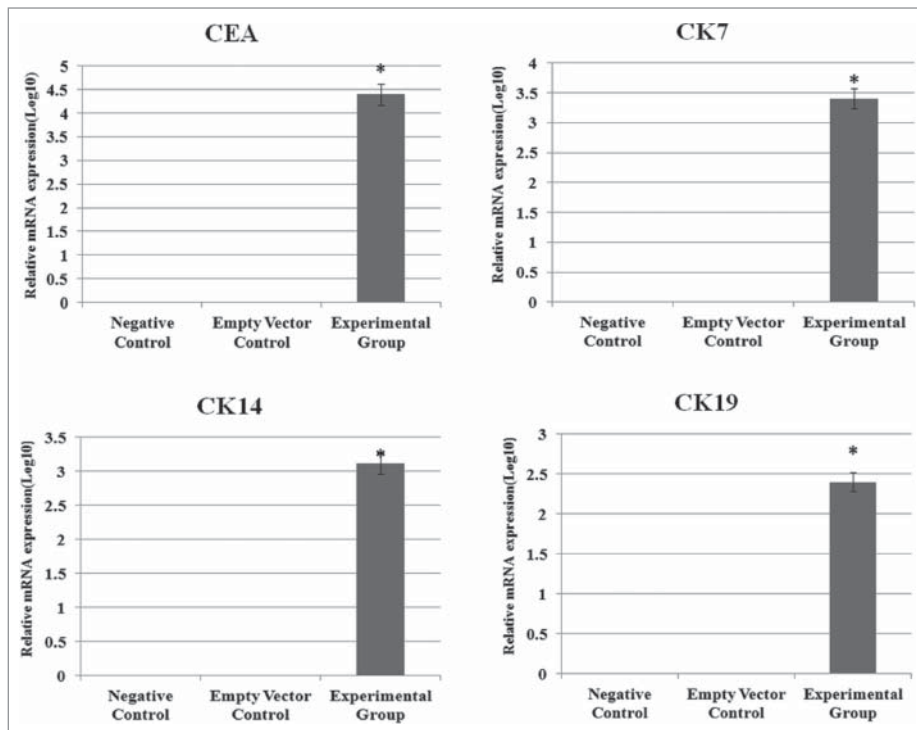 CEA
Relative mRNA expression(Log10)
5
4.5
4
3.5
3
2.5
2
1.5
1
0.5
0
*
Negative
Control
Empty Vector
Control
Experimental
Group
CK7
Relative mRNA expression(Log10)
4
3.5
3
2.5
2
1.5
1
0.5
0
*
Negative
Control
Empty Vector
Control
Experimental
Group
CK14
Relative mRNA expression(Log10)
3.5
3
2.5
2
1.5
1
0.5
0
*
Negative
Control
Empty Vector
Control
Experimental
Group
CK19
Relative mRNA expression(Log10)
3
2.5
2
1.5
1
0.5
0
*
Negative
Control
Empty Vector
Control
Experimental
Group